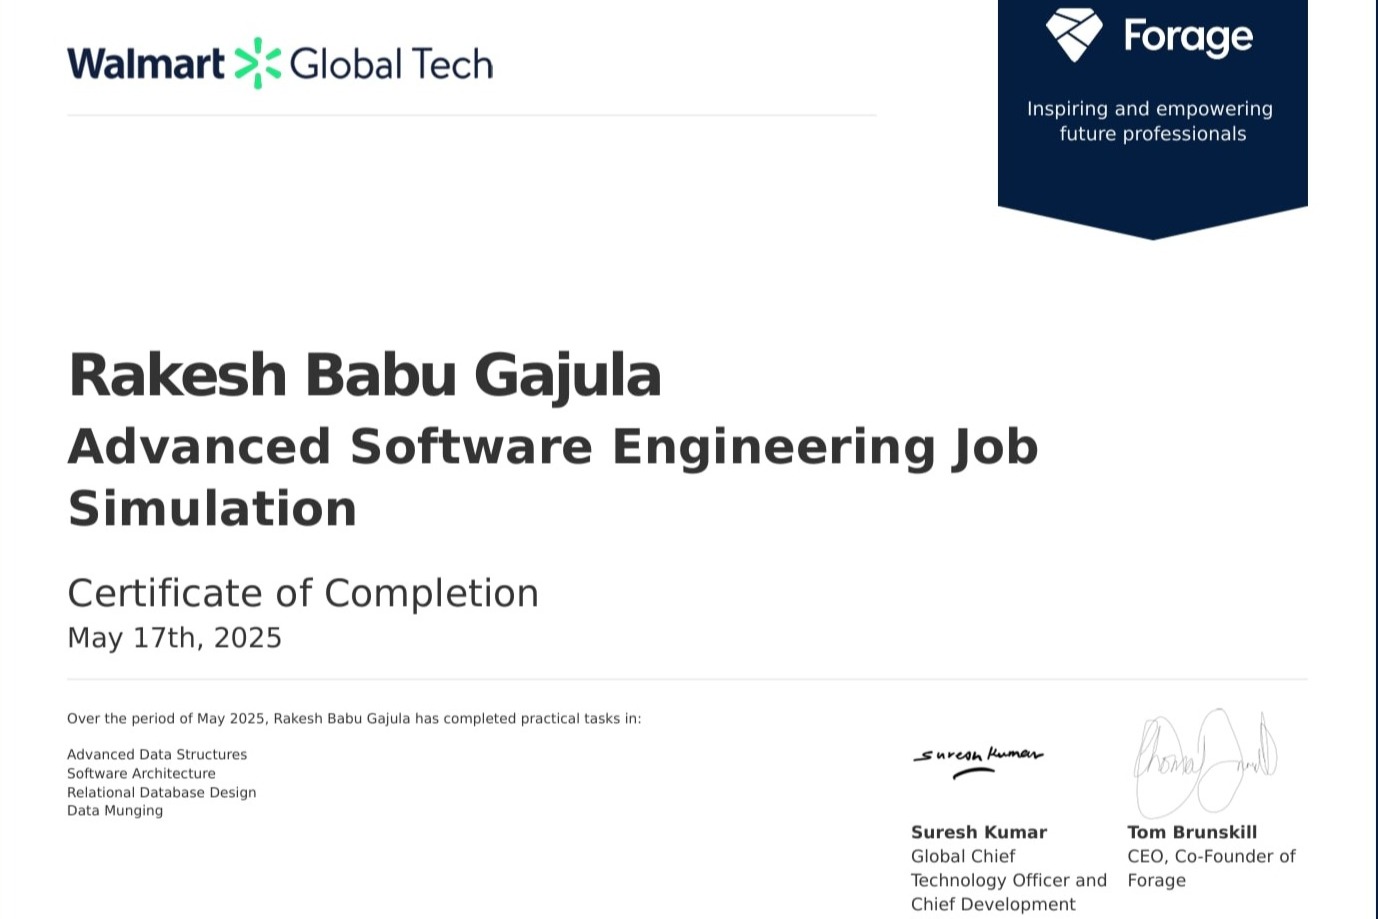 Walmart Global Tech
Forage
Inspiring and empowering
future professionals
Rakesh Babu Gajula
Advanced Software Engineering Job
Simulation
Certificate of Completion
May 17th, 2025
Over the period of May 2025, Rakesh Babu Gajula has completed practical tasks in:
Advanced Data Structures
Software Architecture
Relational Database Design
Data Munging
Suresh Kumar
Suresh Kumar
Global Chief
Technology Officer and
Chief Development
Tom Brunskill
CEO, Co-Founder of
Forage